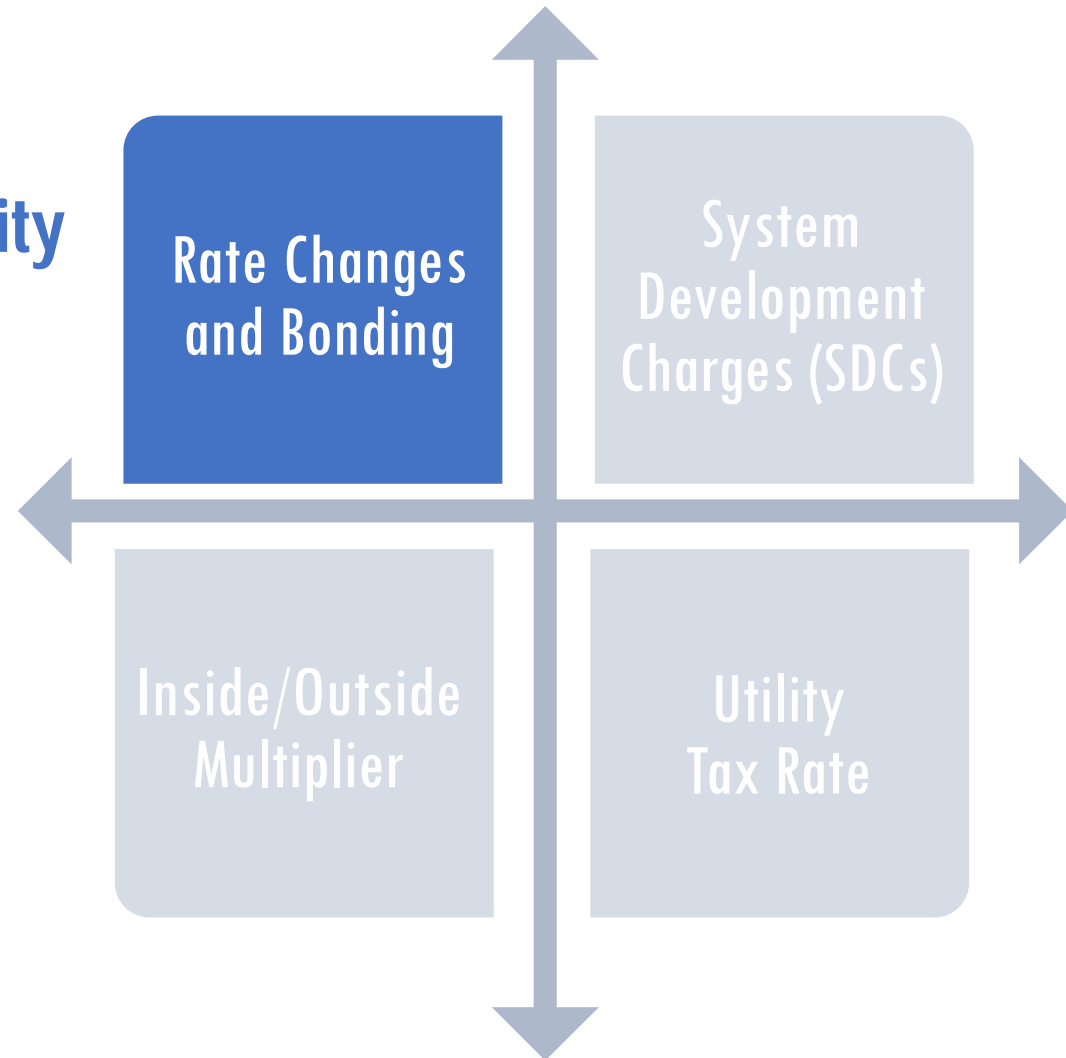 Rate Changes
and Bonding
System
Development
Charges (SDCs)
Inside/Outside
Multiplier
Utility
Tax Rate